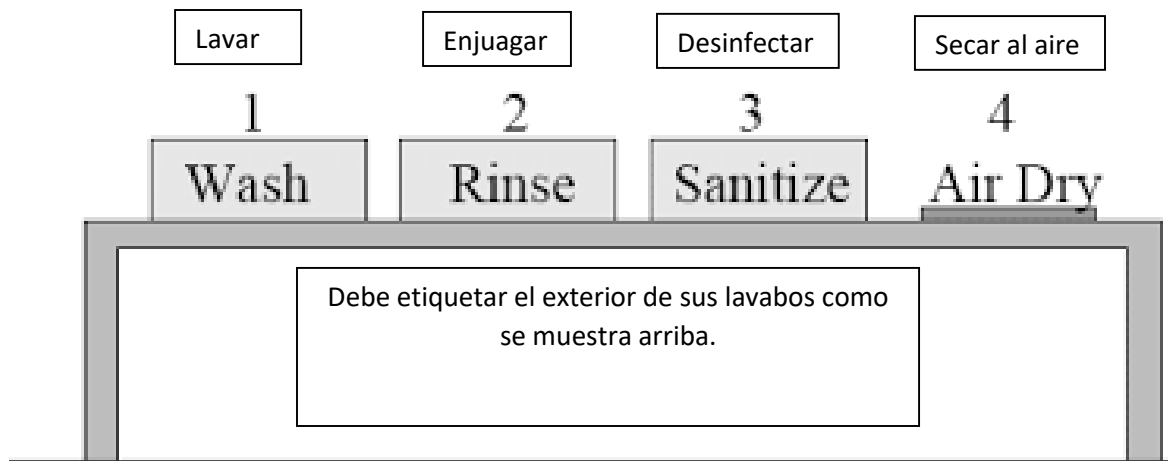 Lavar Enjuagar Desinfectar Secar al aire
1 2 3 4
Wash Rinse Sanitize Air Dry
Debe etiquetar el exterior de sus lavabos como
se muestra arriba.